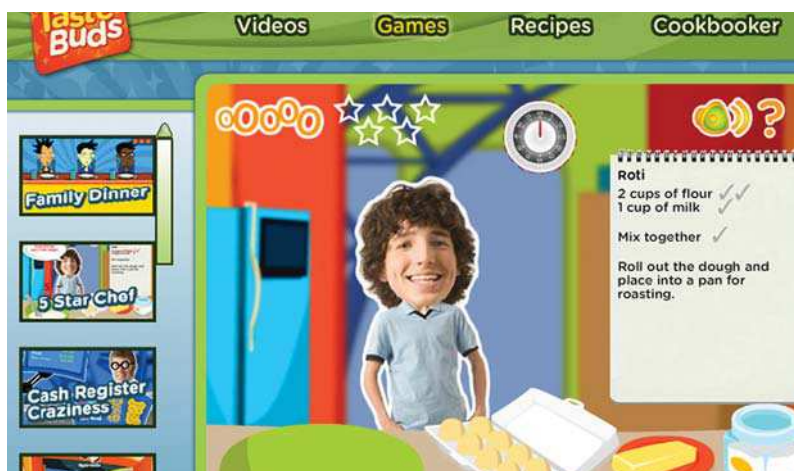 Taste
Buds
Videos
Games
Recipes
Cookbooker
00000
?
Family Dinner
5 Star Chef
Cash Register
Craziness
Roti
2 cups of flour
1 cup of milk
Mix together
Roll out the dough and
place into a pan for
roasting.